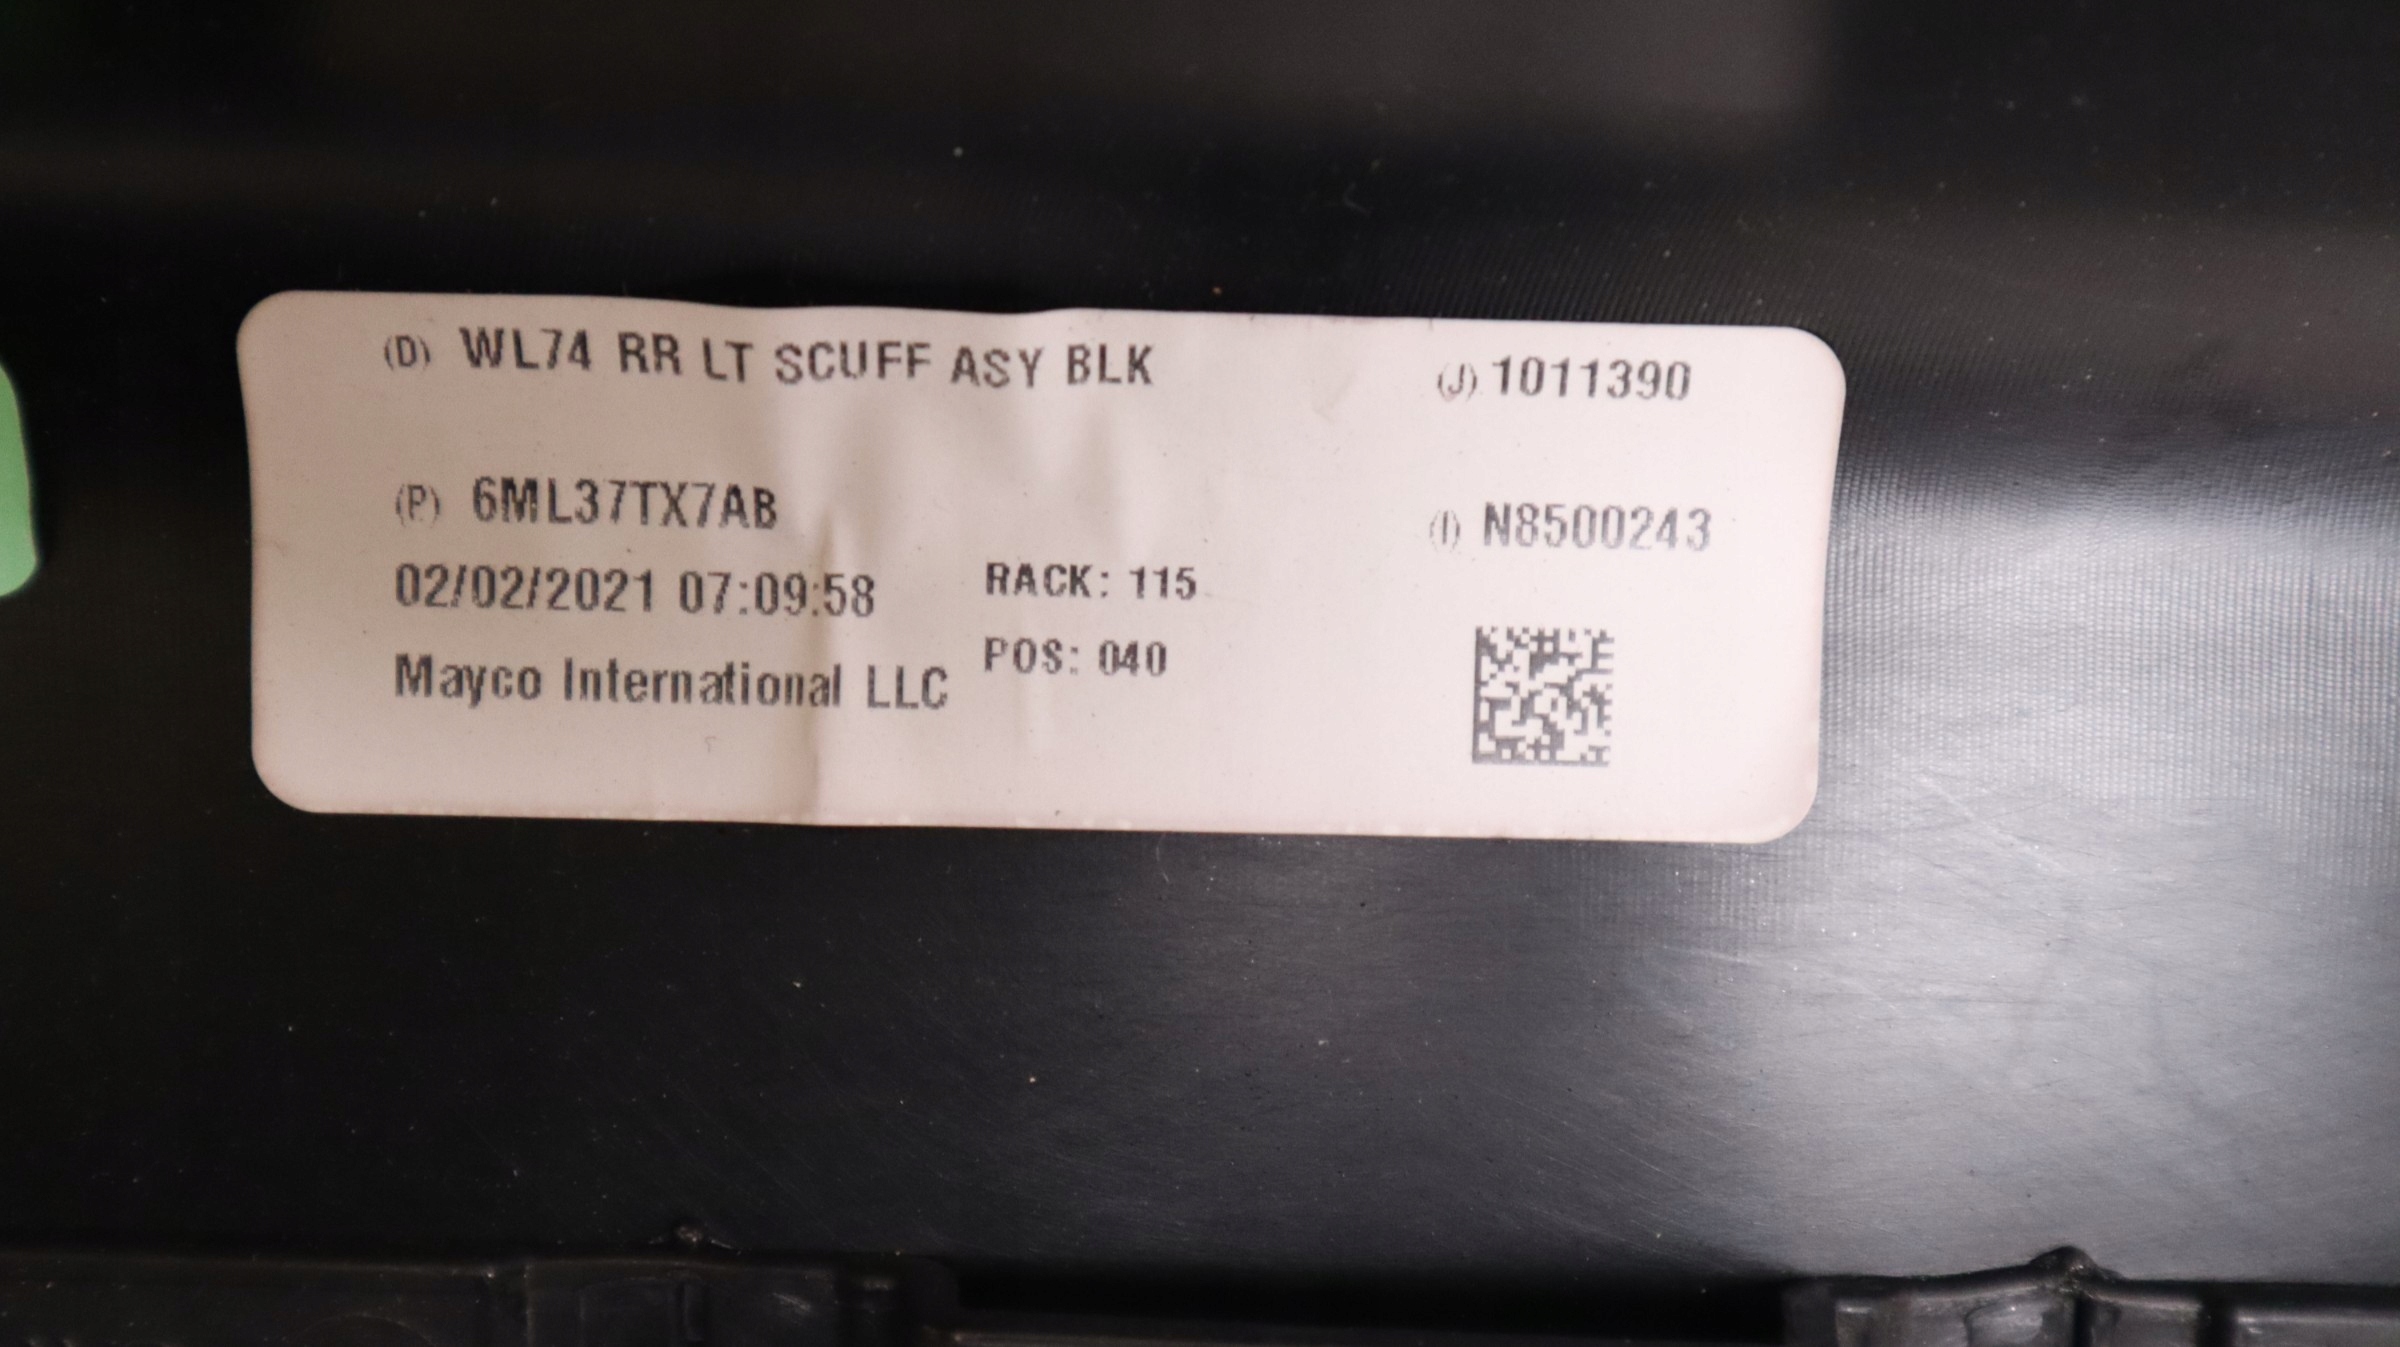 (D) WL74 RR LT SCUFF ASY BLK
(J) 1011390
(P) 6ML37TX7AB
(I) N8500243
02/02/2021 07:09:58
RACK: 115
Mayco International LLC
POS: 040